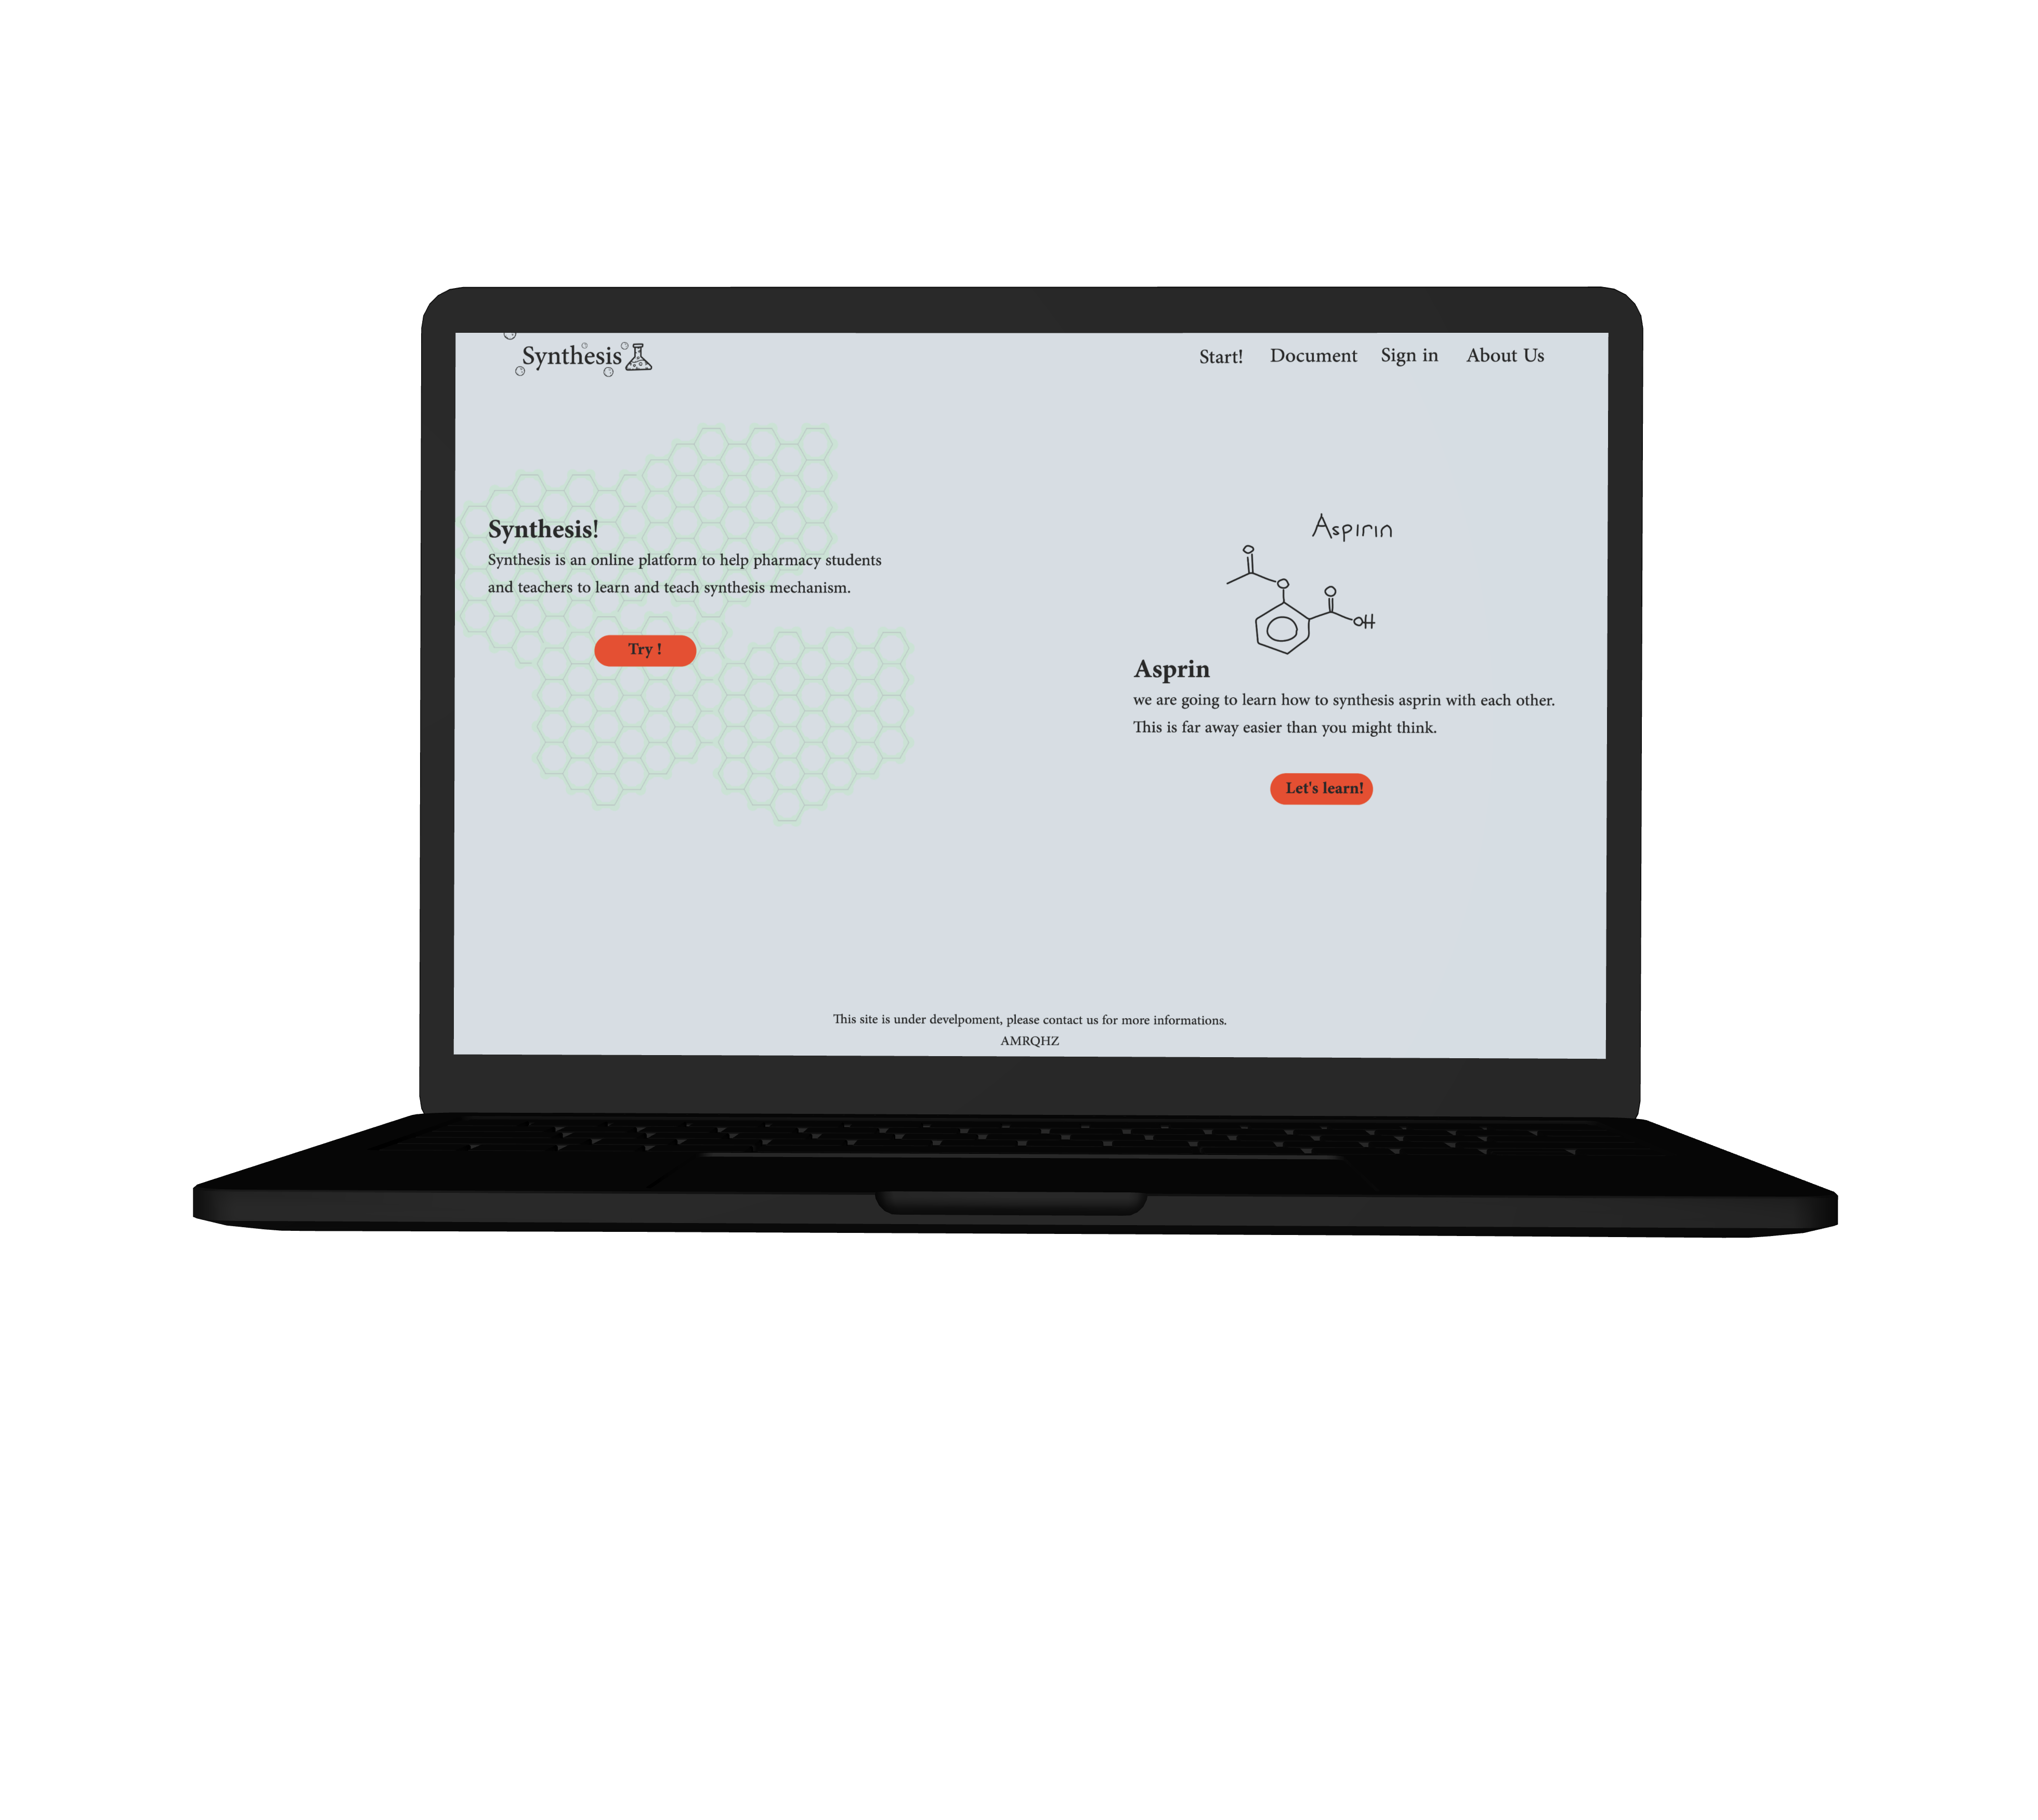 Synthesis
Start! Document Sign in About Us
Synthesis!
Synthesis is an online platform to help pharmacy students
and teachers to learn and teach synthesis mechanism.
Try !
Aspirin
O
O
O
OH
Asprin
we are going to learn how to synthesis asprin with each other.
This is far away easier than you might think.
Let's learn!
This site is under develpoment, please contact us for more informations.
AMRQHZ